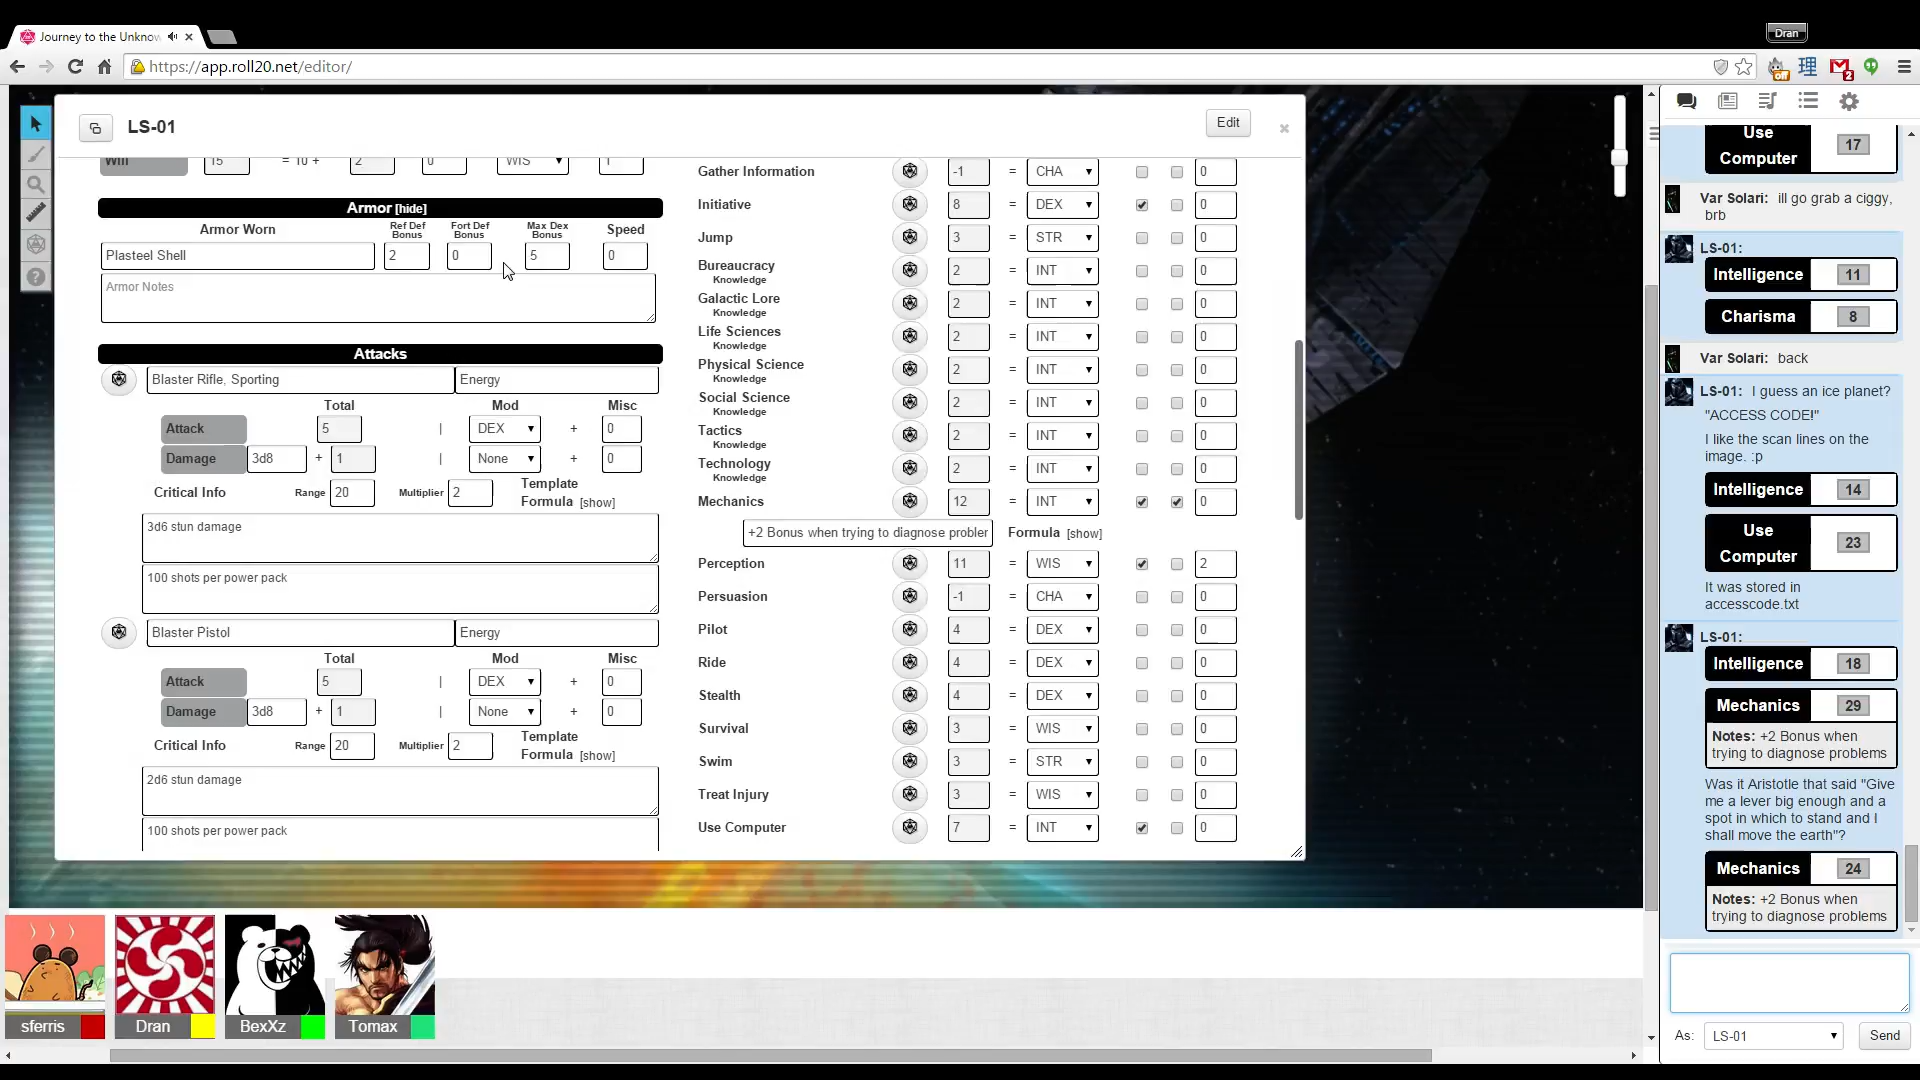 Journey to the Unknow
Dran
https://app.roll20.net/editor/
LS-01
Edit
Will 15 = 10 + 2 0 WIS 1
Armor [hide]
Armor Worn Ref Def Bonus Fort Def Bonus Max Dex Bonus Speed
Plasteel Shell 2 0 5 0
Armor Notes
Attacks
Blaster Rifle, Sporting Energy
Total Mod Misc
Attack 5 | DEX + 0
Damage 3d8 + 1 | None + 0
Critical Info Range 20 Multiplier 2 Template Formula [show]
3d6 stun damage
100 shots per power pack
Blaster Pistol Energy
Total Mod Misc
Attack 5 | DEX + 0
Damage 3d8 + 1 | None + 0
Critical Info Range 20 Multiplier 2 Template Formula [show]
2d6 stun damage
100 shots per power pack
Gather Information -1 = CHA 0
Initiative 8 = DEX 0
Jump 3 = STR 0
Bureaucracy 2 = INT 0
Knowledge
Galactic Lore 2 = INT 0
Knowledge
Life Sciences 2 = INT 0
Knowledge
Physical Science 2 = INT 0
Knowledge
Social Science 2 = INT 0
Knowledge
Tactics 2 = INT 0
Knowledge
Technology 2 = INT 0
Knowledge
Mechanics 12 = INT 0
+2 Bonus when trying to diagnose probler Formula [show]
Perception 11 = WIS 2
Persuasion -1 = CHA 0
Pilot 4 = DEX 0
Ride 4 = DEX 0
Stealth 4 = DEX 0
Survival 3 = WIS 0
Swim 3 = STR 0
Treat Injury 3 = WIS 0
Use Computer 7 = INT 0
sferris
Dran
BexXz
Tomax
Use
Computer 17
Var Solari: ill go grab a ciggy,
brb
LS-01:
Intelligence 11
Charisma 8
Var Solari: back
LS-01: I guess an ice planet?
"ACCESS CODE!"
I like the scan lines on the
image. :p
Intelligence 14
Use
Computer 23
It was stored in
accesscode.txt
LS-01:
Intelligence 18
Mechanics 29
Notes: +2 Bonus when
trying to diagnose problems
Was it Aristotle that said "Give
me a lever big enough and a
spot in which to stand and I
shall move the earth"?
Mechanics 24
Notes: +2 Bonus when
trying to diagnose problems
As: LS-01 Send
off
理
2